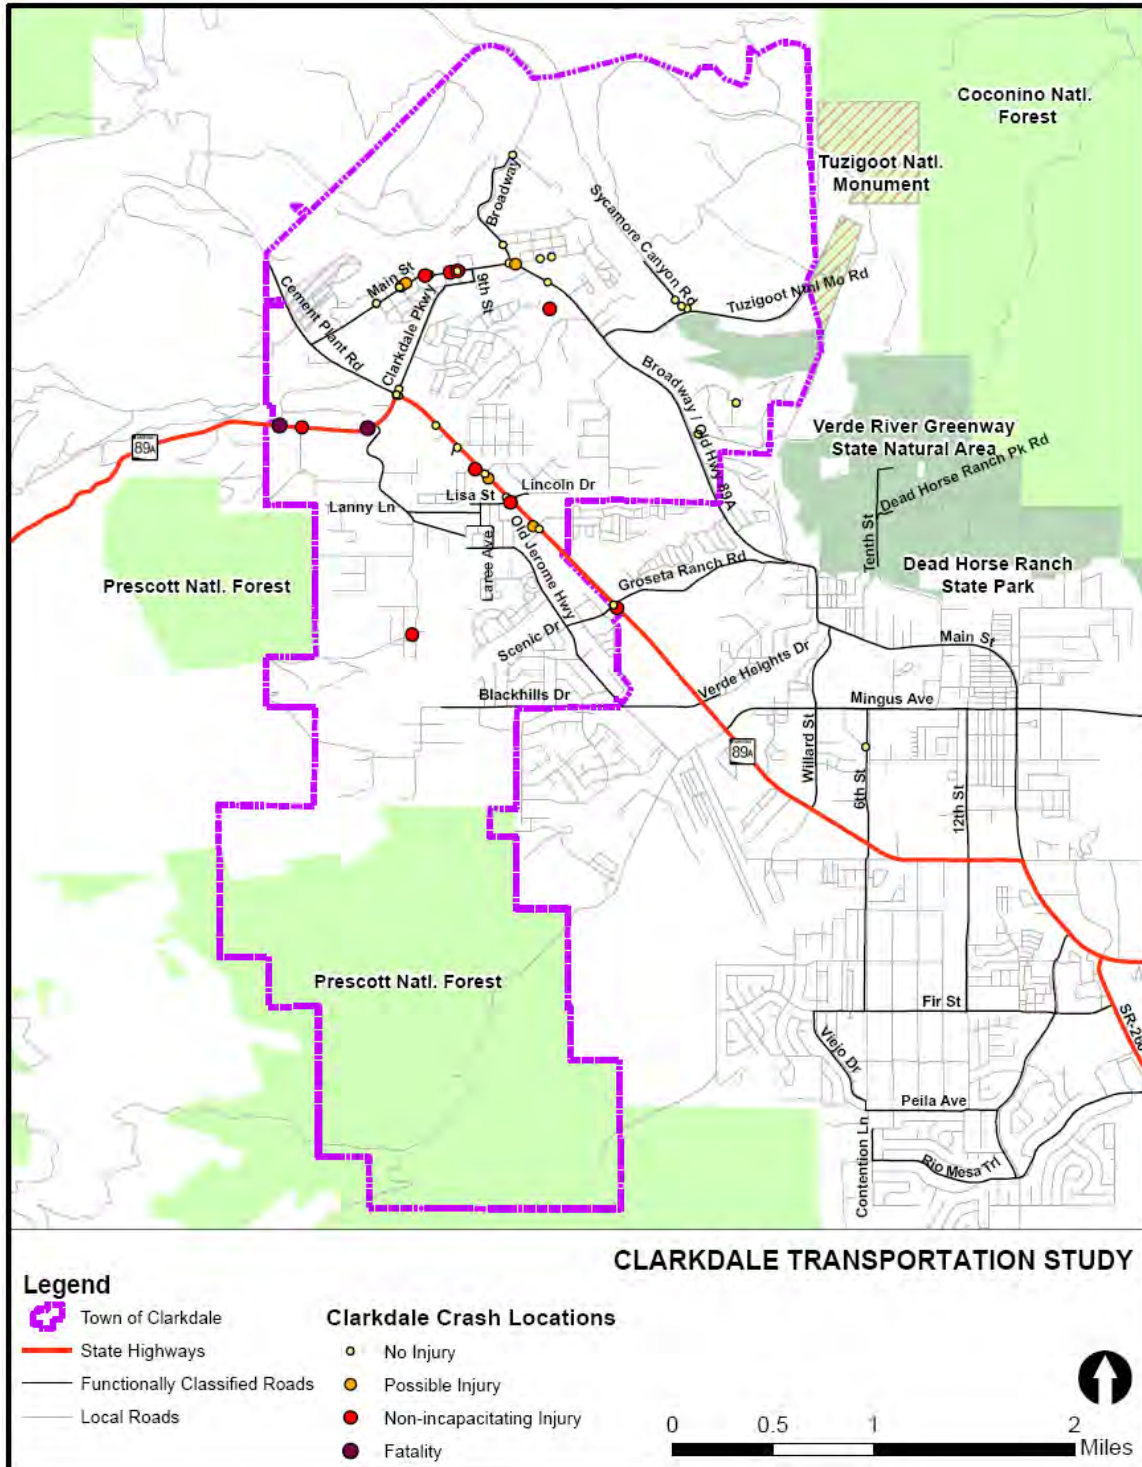 Coconino Natl.
Forest
Tuzigoot Natl.
Monument
Broadway
Sycamore Canyon Rd
Main St
Cement Plant Rd
Clarkdale Pkwy
9th St
Tuzigoot Ntnl Mo Rd
Broadway / Old Hwy 89A
Verde River Greenway
State Natural Area
Dead Horse Ranch Pk Rd
Tenth St
89A
Lisa St
Lincoln Dr
Lanny Ln
Laree Ave
Old Jerome Hwy
Groseta Ranch Rd
Dead Horse Ranch
State Park
Prescott Natl. Forest
Scenic Dr
Main St
Verde Heights Dr
Blackhills Dr
Mingus Ave
89A
Willard St
6th St
12th St
Prescott Natl. Forest
Fir St
SR-260
Viejo Dr
Peila Ave
Contention Ln
Rio Mesa Trl
CLARKDALE TRANSPORTATION STUDY
Legend
Town of Clarkdale
State Highways
Functionally Classified Roads
Local Roads
Clarkdale Crash Locations
No Injury
Possible Injury
Non-incapacitating Injury
Fatality
0 0.5 1 2
Miles